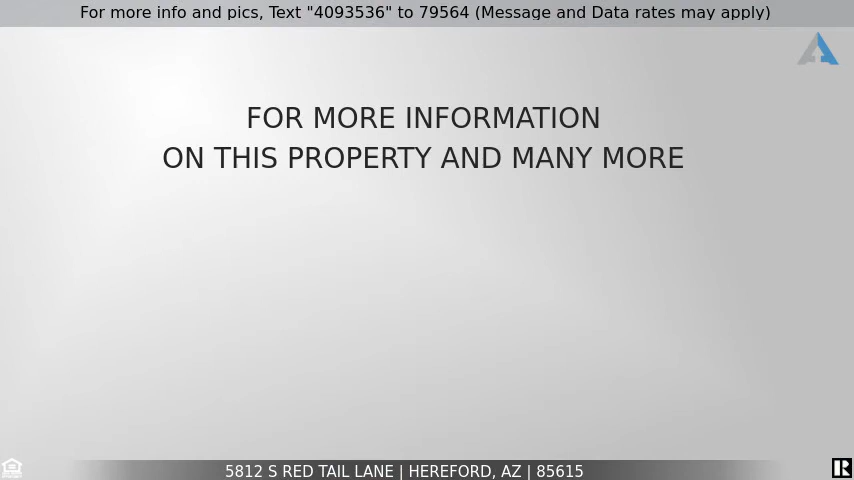 For more info and pics, Text "4093536" to 79564 (Message and Data rates may apply)
FOR MORE INFORMATION
ON THIS PROPERTY AND MANY MORE
5812 S RED TAIL LANE | HEREFORD, AZ | 85615